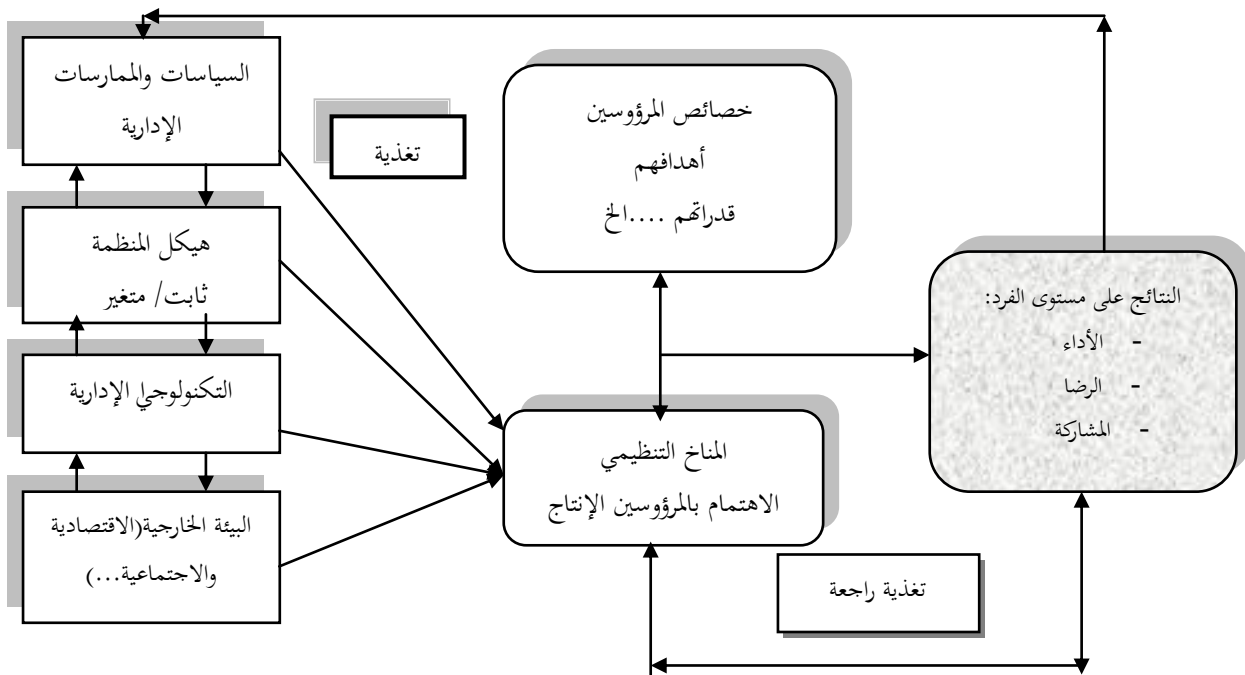 السياسات والممارسات
الإدارية
تغذية
خصائص المرؤوسين
أهدافهم
قدراتهم ....الخ
هيكل المنظمة
ثابت/ متغير
النتائج على مستوى الفرد:
- الأداء
- الرضا
- المشاركة
التكنولوجيا الإدارية
المناخ التنظيمي
الاهتمام بالمرؤوسين الإنتاج
البيئة الخارجية(الاقتصادية
والاجتماعية...)
تغذية راجعة